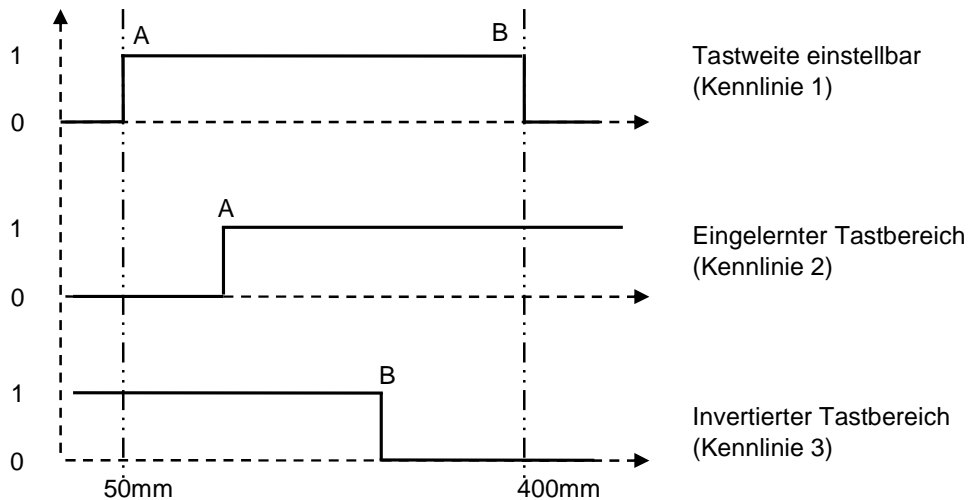 A B
1
Tastweite einstellbar
(Kennlinie 1)
0
A
1
Eingelernter Tastbereich
(Kennlinie 2)
0
B
1
Invertierter Tastbereich
(Kennlinie 3)
0
50mm 400mm